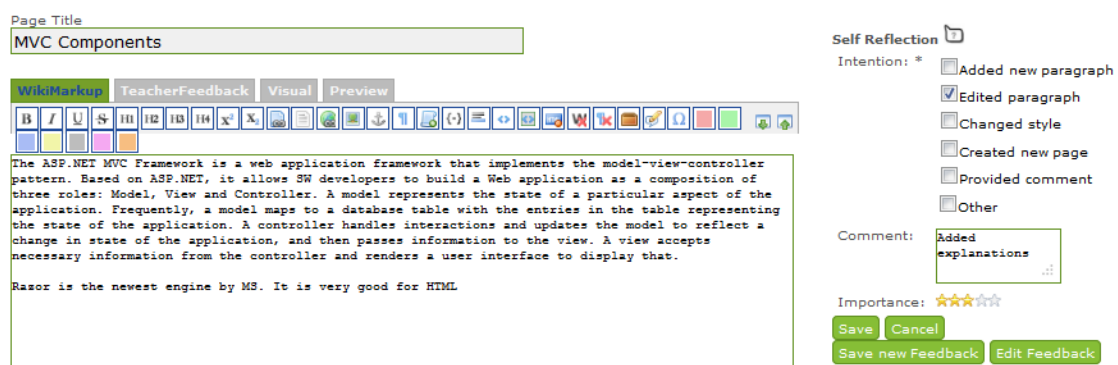 Page Title
MVC Components
WikiMarkup TeacherFeedback Visual Preview
B I U S H1 H2 H3 H4 X² X₂
The ASP.NET MVC Framework is a web application framework that implements the model-view-controller
pattern. Based on ASP.NET, it allows SW developers to build a Web application as a composition of
three roles: Model, View and Controller. A model represents the state of a particular aspect of the
application. Frequently, a model maps to a database table with the entries in the table representing
the state of the application. A controller handles interactions and updates the model to reflect a
change in state of the application, and then passes information to the view. A view accepts
necessary information from the controller and renders a user interface to display that.
Razor is the newest engine by MS. It is very good for HTML
Self Reflection
Intention: *
Added new paragraph
Edited paragraph
Changed style
Created new page
Provided comment
Other
Comment:
Added
explanations
Importance:
Save Cancel
Save new Feedback Edit Feedback